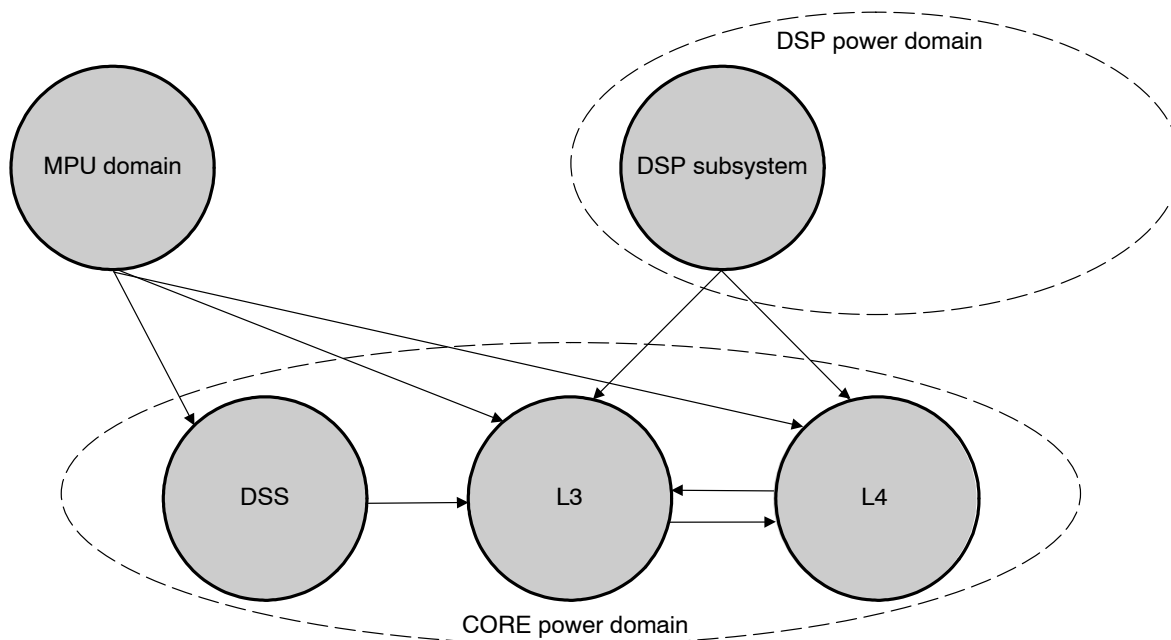 DSP power domain
MPU domain
DSP subsystem
DSS
L3
L4
CORE power domain